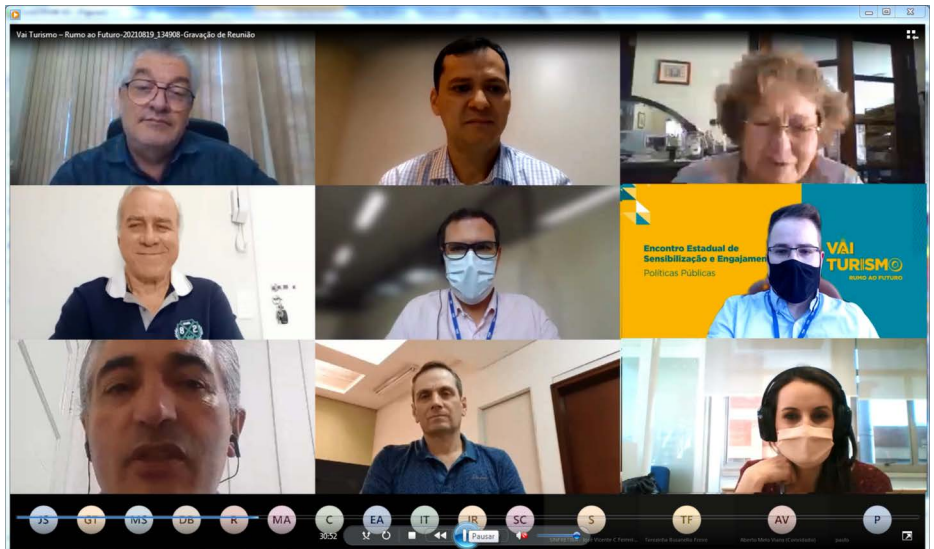 Vai Turismo – Rumo ao Futuro-20210819_134908-Gravação de Reunião
Encontro Estadual de
Sensibilização e Engajamen
Políticas Públicas
VAI
TURISMO
RUMO AO FUTURO
JS
GT
MS
DB
R
MA
C
EA
IT
IR
SC
S
TF
AV
P
30:52
Pausar